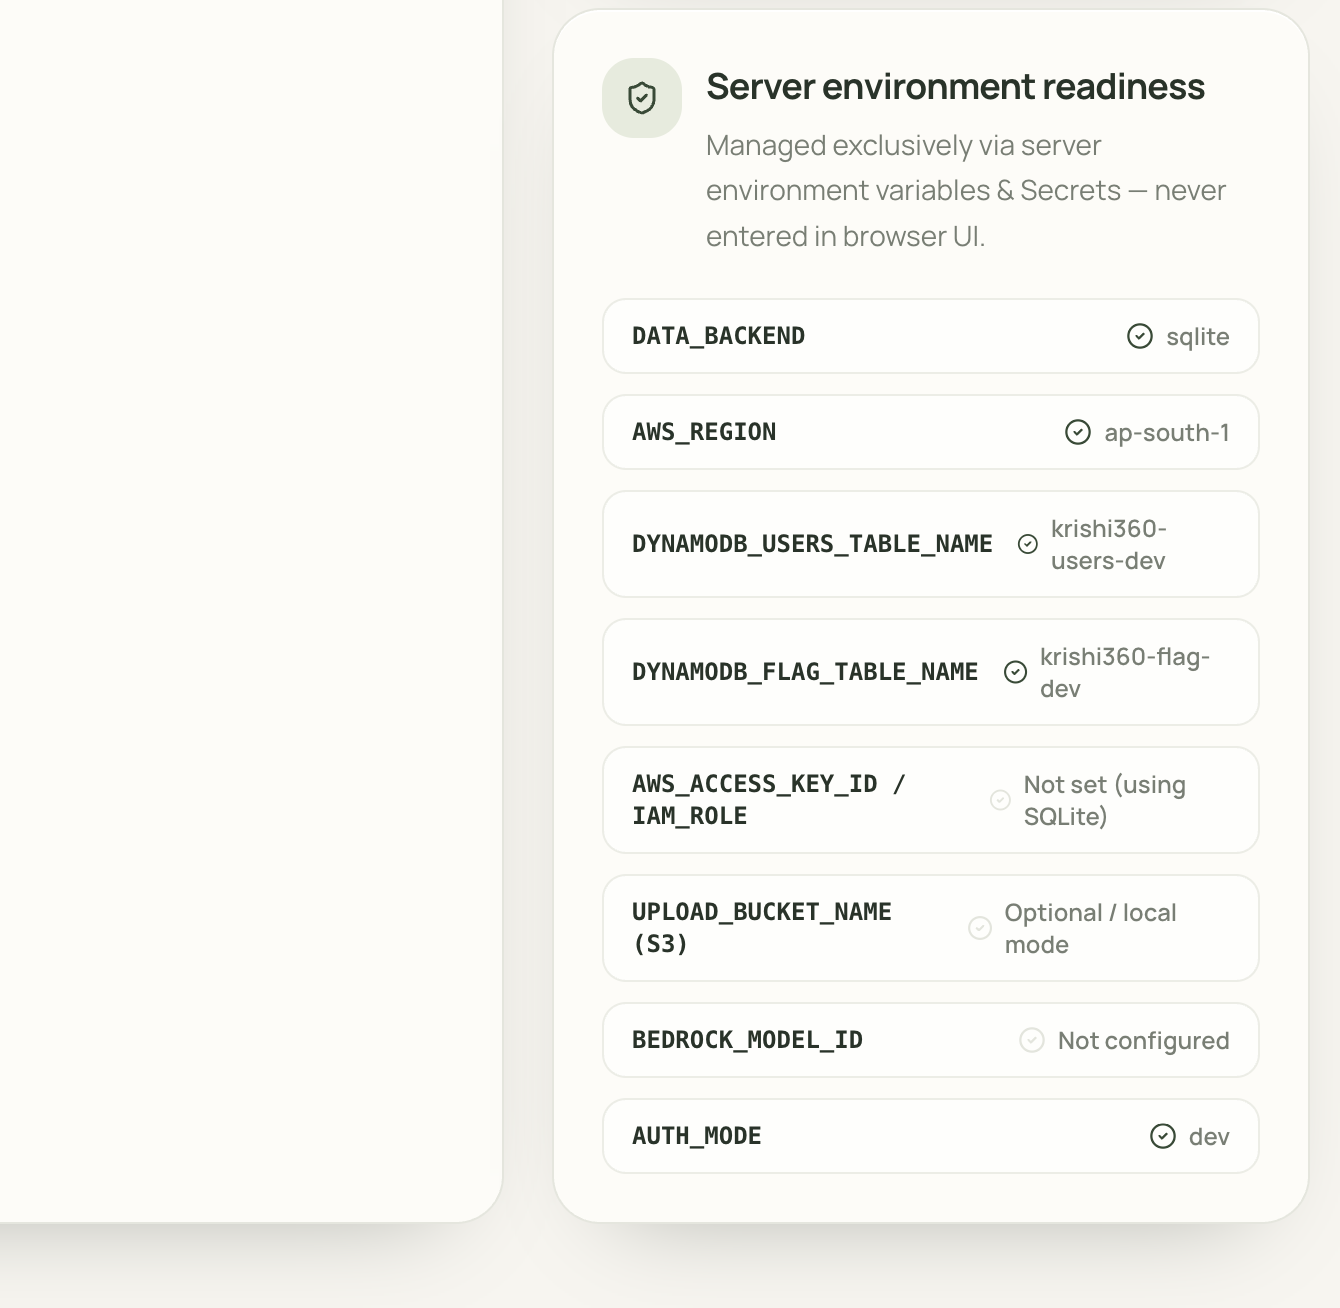 Server environment readiness
Managed exclusively via server
environment variables & Secrets — never
entered in browser UI.
DATA_BACKEND sqlite
AWS_REGION ap-south-1
DYNAMODB_USERS_TABLE_NAME krishi360-
users-dev
DYNAMODB_FLAG_TABLE_NAME krishi360-flag-
dev
AWS_ACCESS_KEY_ID /
IAM_ROLE
Not set (using
SQLite)
UPLOAD_BUCKET_NAME
(S3)
Optional / local
mode
BEDROCK_MODEL_ID Not configured
AUTH_MODE dev